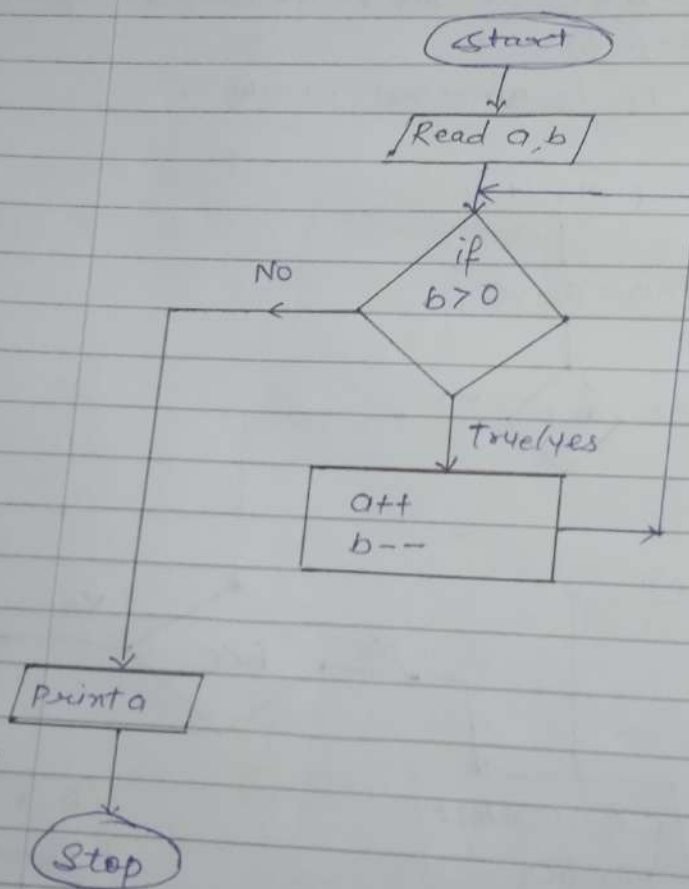 Start
Read a, b
if
b > 0
No
True/yes
a++
b--
Print a
Stop